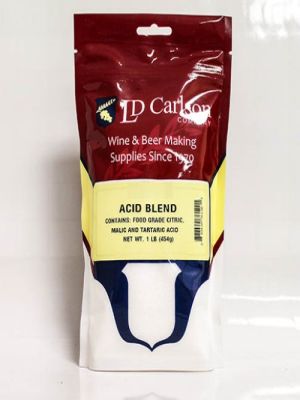 LD Carlson
COMPANY
Wine & Beer Making
Supplies Since 1970
ACID BLEND
CONTAINS: FOOD GRADE CITRIC,
MALIC AND TARTARIC ACID
NET WT. 1 LB (454g)